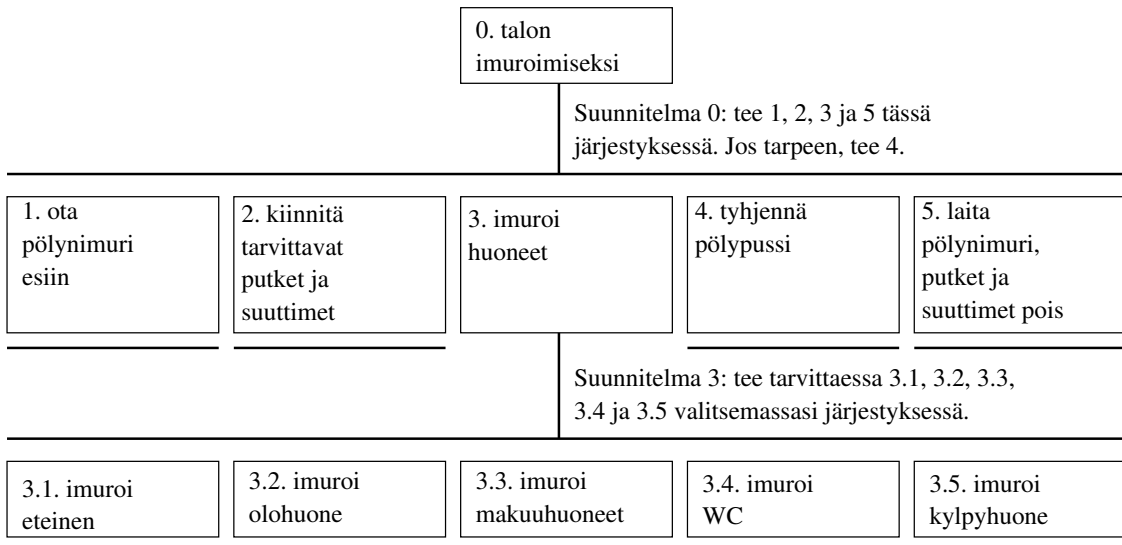 0. talon
imuroimiseksi
Suunnitelma 0: tee 1, 2, 3 ja 5 tässä
järjestyksessä. Jos tarpeen, tee 4.
1. ota
pölynimuri
esiin
2. kiinnitä
tarvittavat
putket ja
suuttimet
3. imuroi
huoneet
4. tyhjennä
pölypussi
5. laita
pölynimuri,
putket ja
suuttimet pois
Suunnitelma 3: tee tarvittaessa 3.1, 3.2, 3.3,
3.4 ja 3.5 valitsemassasi järjestyksessä.
3.1. imuroi
eteinen
3.2. imuroi
olohuone
3.3. imuroi
makuuhuoneet
3.4. imuroi
WC
3.5. imuroi
kylpyhuone